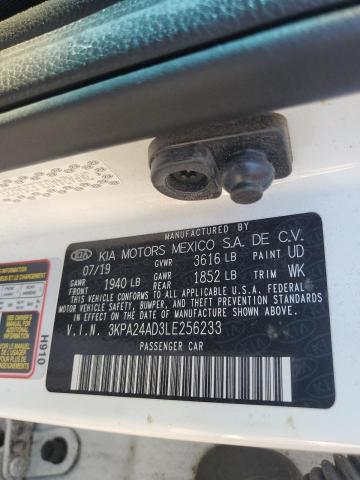 MANUFACTURED BY
KIA KIA MOTORS MEXICO S.A. DE C.V.
07/19 GVWR 3616 LB PAINT UD
GAWR FRONT 1940 LB GAWR REAR 1852 LB TRIM WK
THIS VEHICLE CONFORMS TO ALL APPLICABLE U.S. FEDERAL
MOTOR VEHICLE SAFETY, BUMPER, AND THEFT PREVENTION
STANDARDS IN EFFECT ON THE DATE OF MANUFACTURE SHOWN ABOVE.
V.I.N. 3KPA24AD3LE256233
PASSENGER CAR
H910